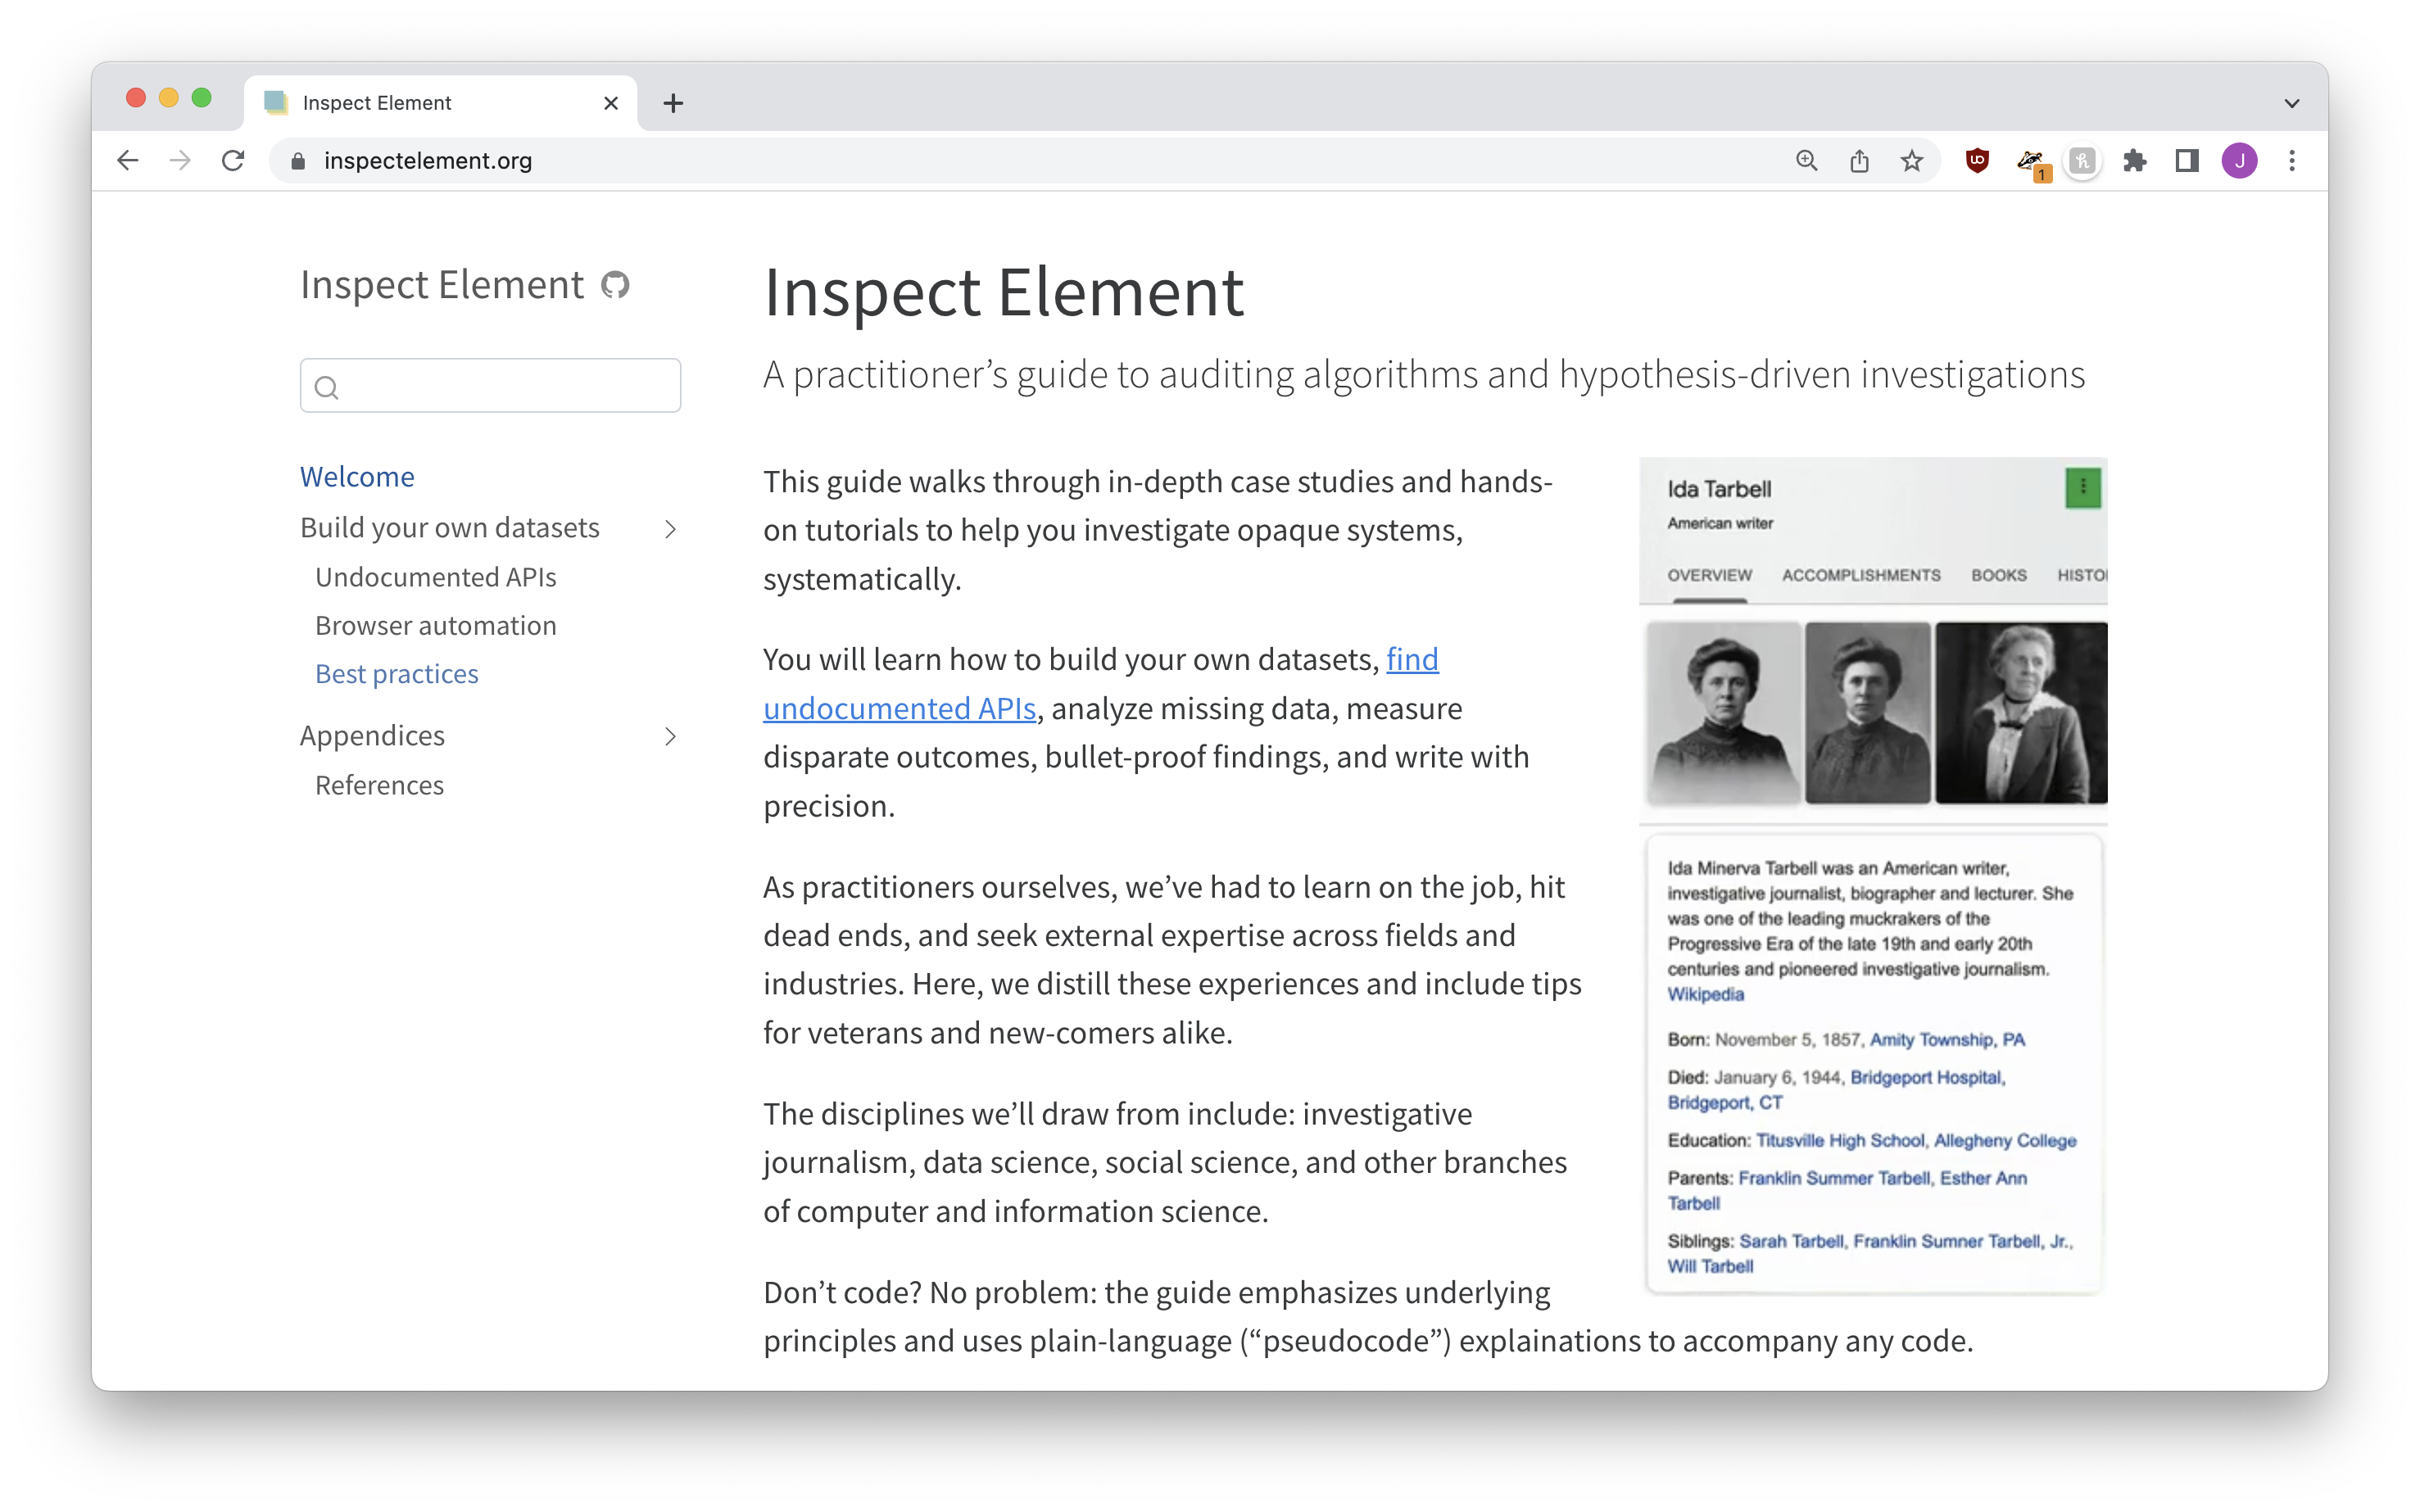 Inspect Element
inspectelement.org
1
J
Inspect Element
Welcome
Build your own datasets
Undocumented APIs
Browser automation
Best practices
Appendices
References
Inspect Element
A practitioner’s guide to auditing algorithms and hypothesis-driven investigations
This guide walks through in-depth case studies and hands-
on tutorials to help you investigate opaque systems,
systematically.
You will learn how to build your own datasets, find
undocumented APIs, analyze missing data, measure
disparate outcomes, bullet-proof findings, and write with
precision.
As practitioners ourselves, we’ve had to learn on the job, hit
dead ends, and seek external expertise across fields and
industries. Here, we distill these experiences and include tips
for veterans and new-comers alike.
The disciplines we’ll draw from include: investigative
journalism, data science, social science, and other branches
of computer and information science.
Don’t code? No problem: the guide emphasizes underlying
principles and uses plain-language (“pseudocode”) explainations to accompany any code.
Ida Tarbell
American writer
OVERVIEW ACCOMPLISHMENTS BOOKS HISTO
Ida Minerva Tarbell was an American writer,
investigative journalist, biographer and lecturer. She
was one of the leading muckrakers of the
Progressive Era of the late 19th and early 20th
centuries and pioneered investigative journalism.
Wikipedia
Born: November 5, 1857, Amity Township, PA
Died: January 6, 1944, Bridgeport Hospital,
Bridgeport, CT
Education: Titusville High School, Allegheny College
Parents: Franklin Summer Tarbell, Esther Ann
Tarbell
Siblings: Sarah Tarbell, Franklin Sumner Tarbell, Jr.,
Will Tarbell